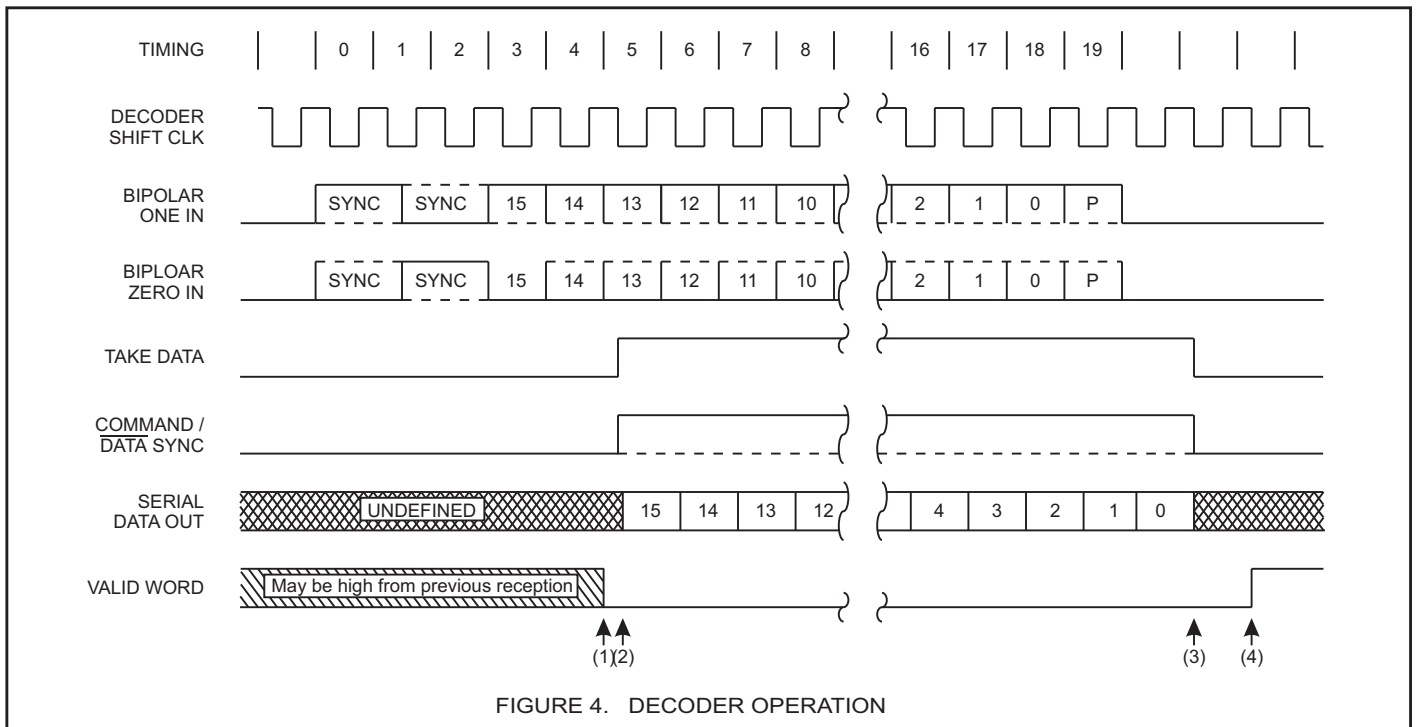 TIMING 0 1 2 3 4 5 6 7 8 16 17 18 19
DECODER
SHIFT CLK
BIPOLAR
ONE IN
SYNC SYNC 15 14 13 12 11 10 2 1 0 P
BIPLOAR
ZERO IN
SYNC SYNC 15 14 13 12 11 10 2 1 0 P
TAKE DATA
COMMAND /
DATA SYNC
SERIAL
DATA OUT
UNDEFINED 15 14 13 12 4 3 2 1 0
VALID WORD May be high from previous reception
(1) (2) (3) (4)
FIGURE 4. DECODER OPERATION